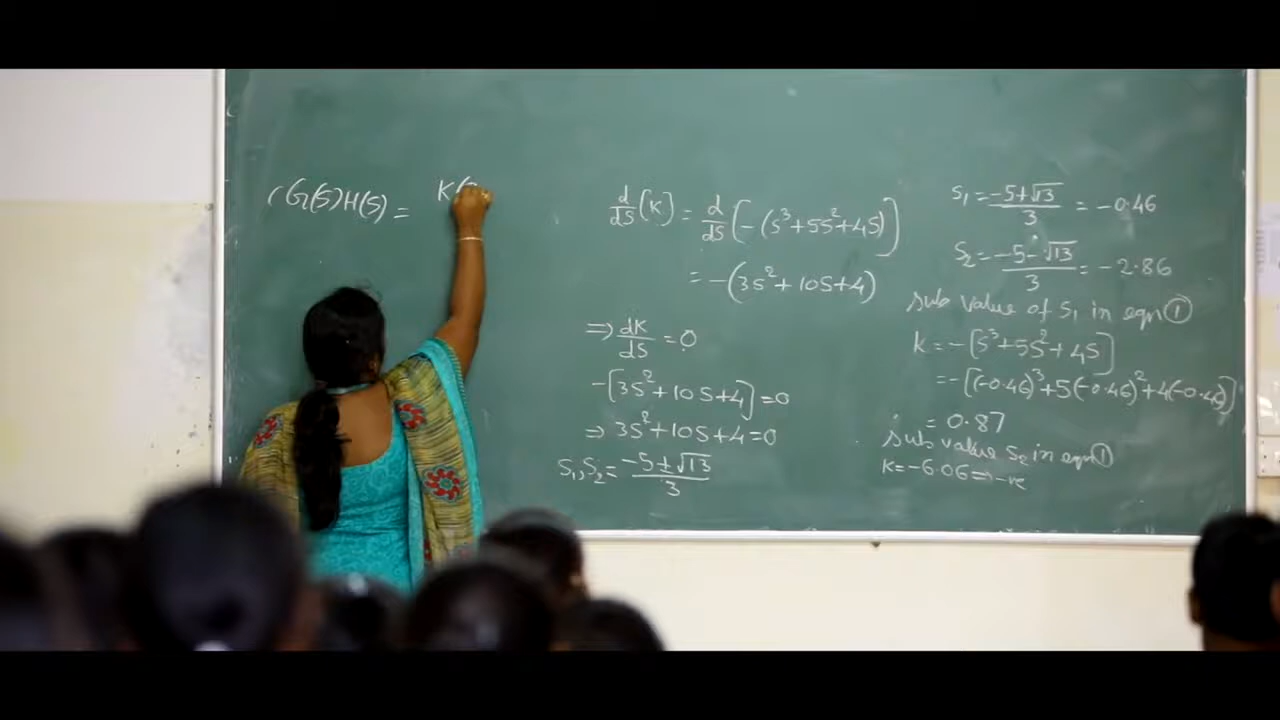 G(S)H(S) = K(
d/dS (K) = d/dS [-(S³+5S²+4S)]
= -(3S²+10S+4)
⇒ dK/dS = 0
-[3S²+10S+4] = 0
⇒ 3S²+10S+4=0
S₁,S₂ = -5±√13/3
S₁ = -5+√13/3 = -0.46
S₂ = -5-√13/3 = -2.86
Sub value of S₁ in eqn ①
K = -[S³+5S²+4S]
= -[(-0.46)³+5(-0.46)²+4(-0.46)]
= 0.87
Sub value S₂ in eqn ①
K=-6.06 ⇒ -ve